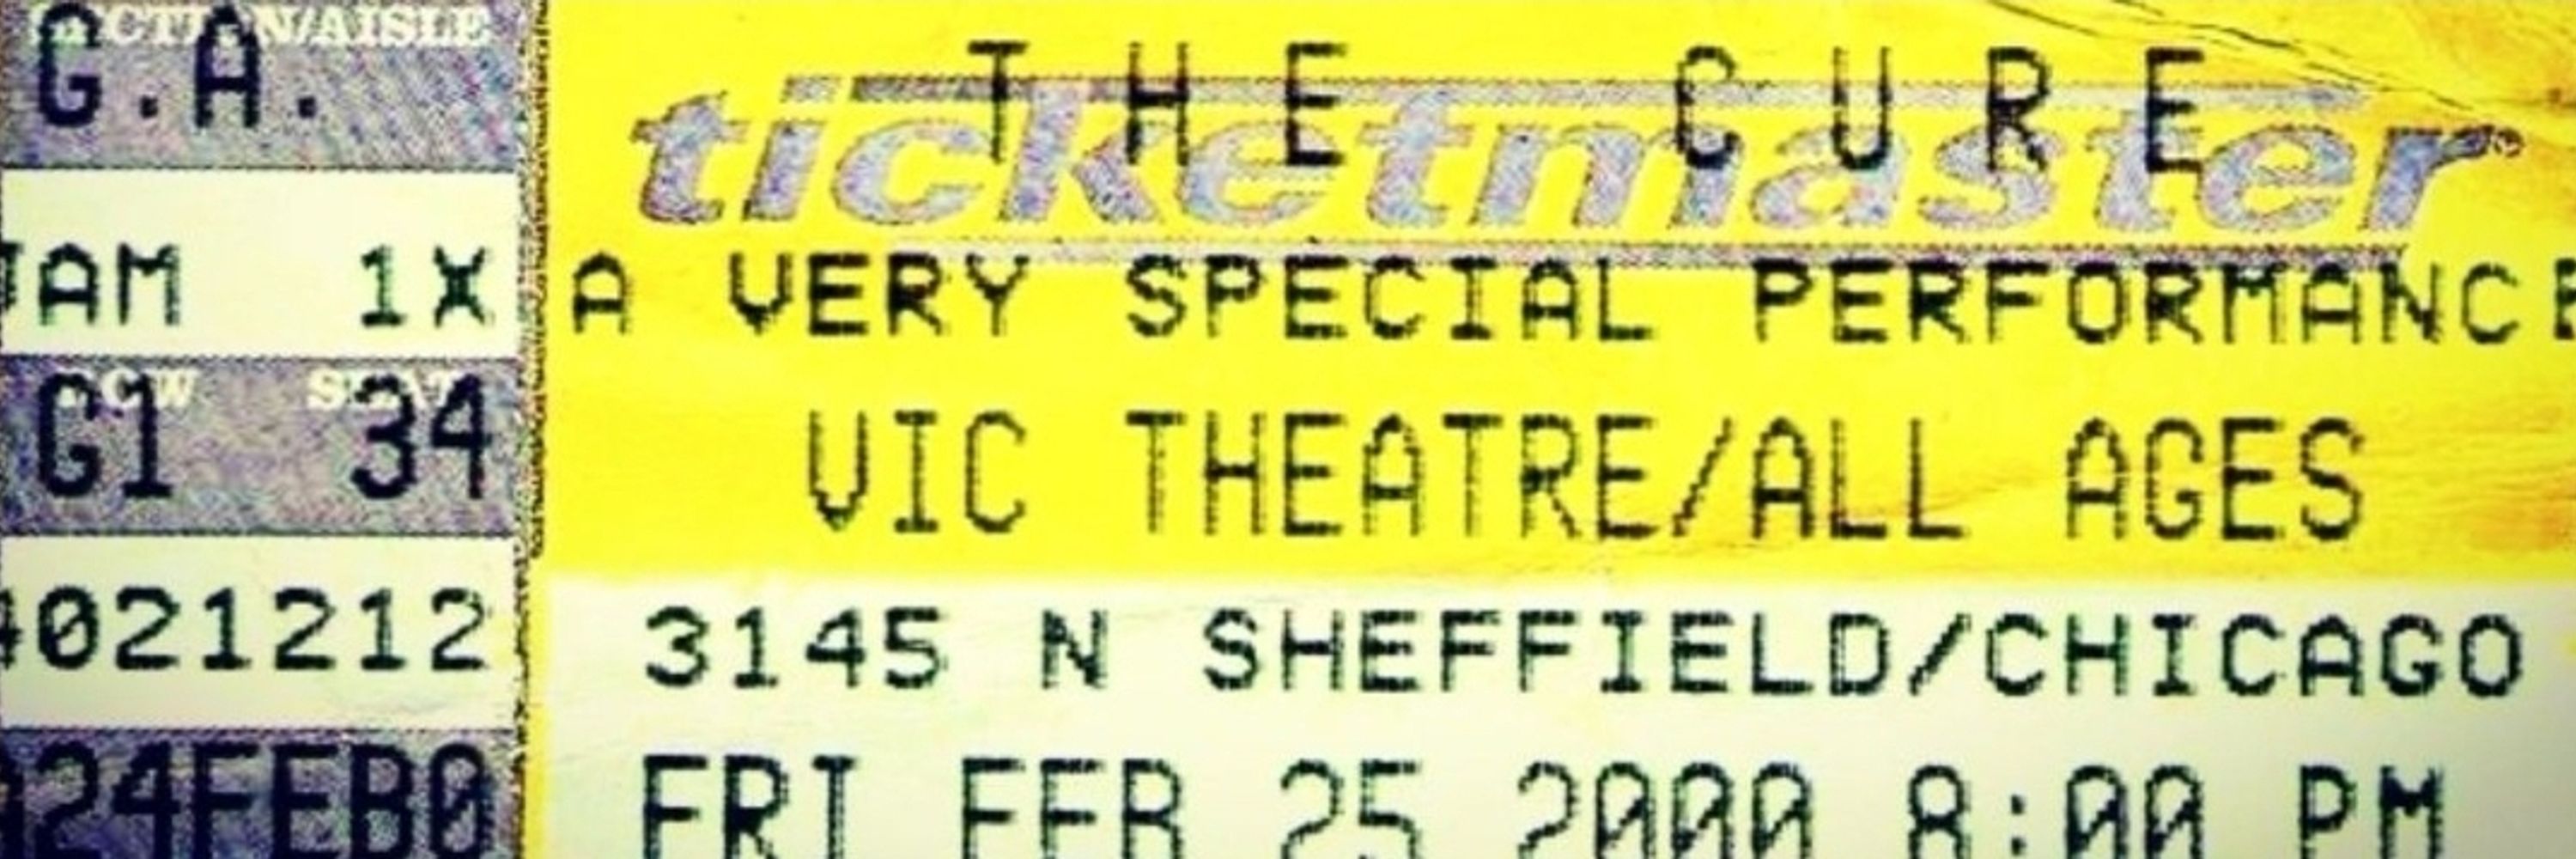 SECTION/AISLE
G.A.
JAM 1X
ROW SEAT
G1 34
021212
24FEB0
THE CURE
ticketmaster®
A VERY SPECIAL PERFORMANCE
VIC THEATRE/ALL AGES
3145 N SHEFFIELD/CHICAGO
FRI FEB 25 2000 8:00 PM